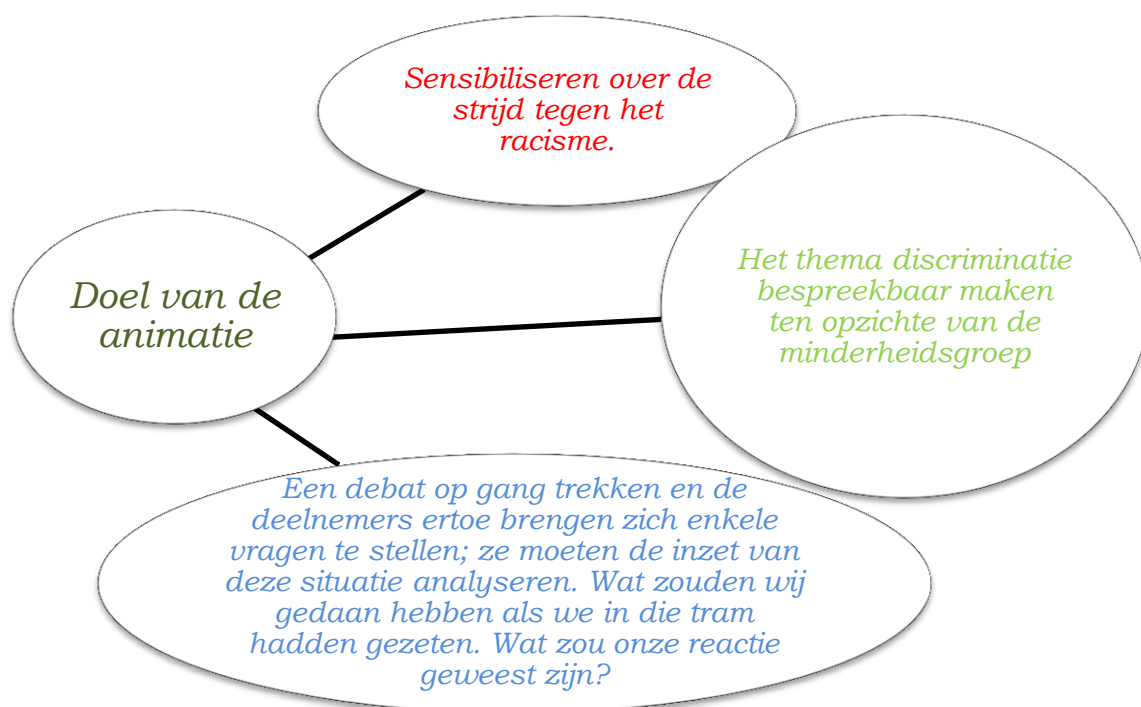 Sensibiliseren over de
strijd tegen het
racisme.
Doel van de
animatie
Het thema discriminatie
bespreekbaar maken
ten opzichte van de
minderheidsgroep
Een debat op gang trekken en de
deelnemers ertoe brengen zich enkele
vragen te stellen; ze moeten de inzet van
deze situatie analyseren. Wat zouden wij
gedaan hebben als we in die tram
hadden gezeten. Wat zou onze reactie
geweest zijn?